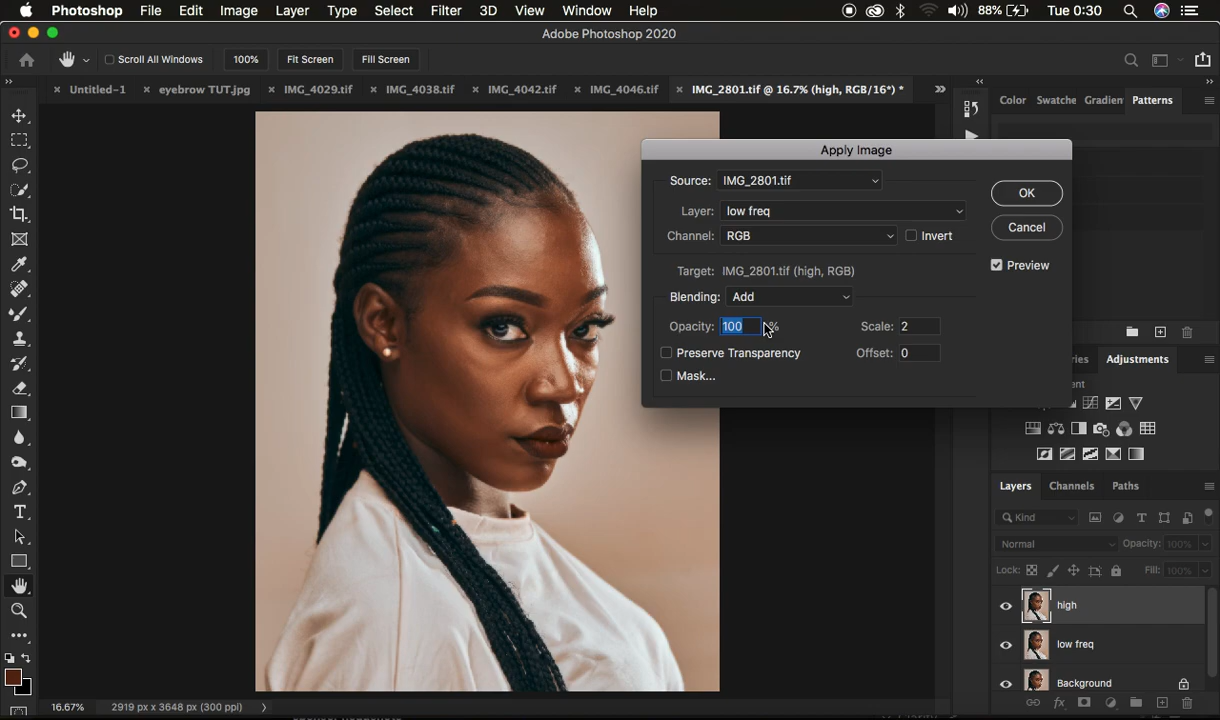 Photoshop File Edit Image Layer Type Select Filter 3D View Window Help 88% Tue 0:30
Adobe Photoshop 2020
Scroll All Windows 100% Fit Screen Fill Screen
Untitled-1 eyebrow TUT.jpg IMG_4029.tif IMG_4038.tif IMG_4042.tif IMG_4046.tif IMG_2801.tif @ 16.7% (high, RGB/16*) *
Color Swatche Gradien Patterns
Apply Image
Source: IMG_2801.tif
OK
Layer: low freq
Cancel
Channel: RGB Invert
Preview
Target: IMG_2801.tif (high, RGB)
Blending: Add
Opacity: 100 % Scale: 2
Preserve Transparency Offset: 0
Mask...
ries Adjustments
ent
Layers Channels Paths
Kind
Normal Opacity: 100%
Lock: Fill: 100%
high
low freq
Background
16.67% 2919 px x 3648 px (300 ppi)